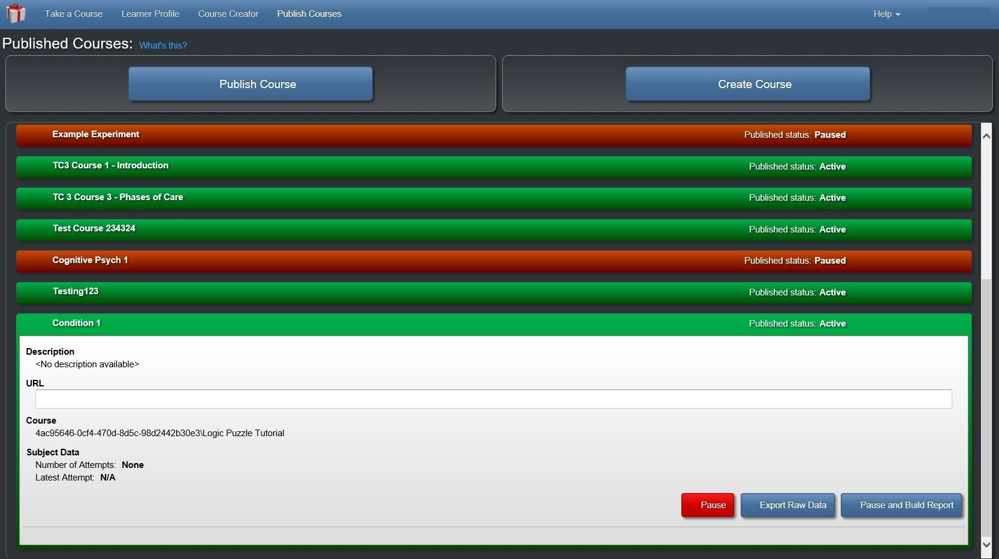 Take a Course Learner Profile Course Creator Publish Courses Help
Published Courses: What's this?
Publish Course Create Course
Example Experiment Published status: Paused
TC3 Course 1 - Introduction Published status: Active
TC 3 Course 3 - Phases of Care Published status: Active
Test Course 234324 Published status: Active
Cognitive Psych 1 Published status: Paused
Testing123 Published status: Active
Condition 1 Published status: Active
Description
<No description available>
URL
Course
4ac95646-0cf4-470d-8d5c-98d2442b30e3\Logic Puzzle Tutorial
Subject Data
Number of Attempts: None
Latest Attempt: N/A
Pause Export Raw Data Pause and Build Report